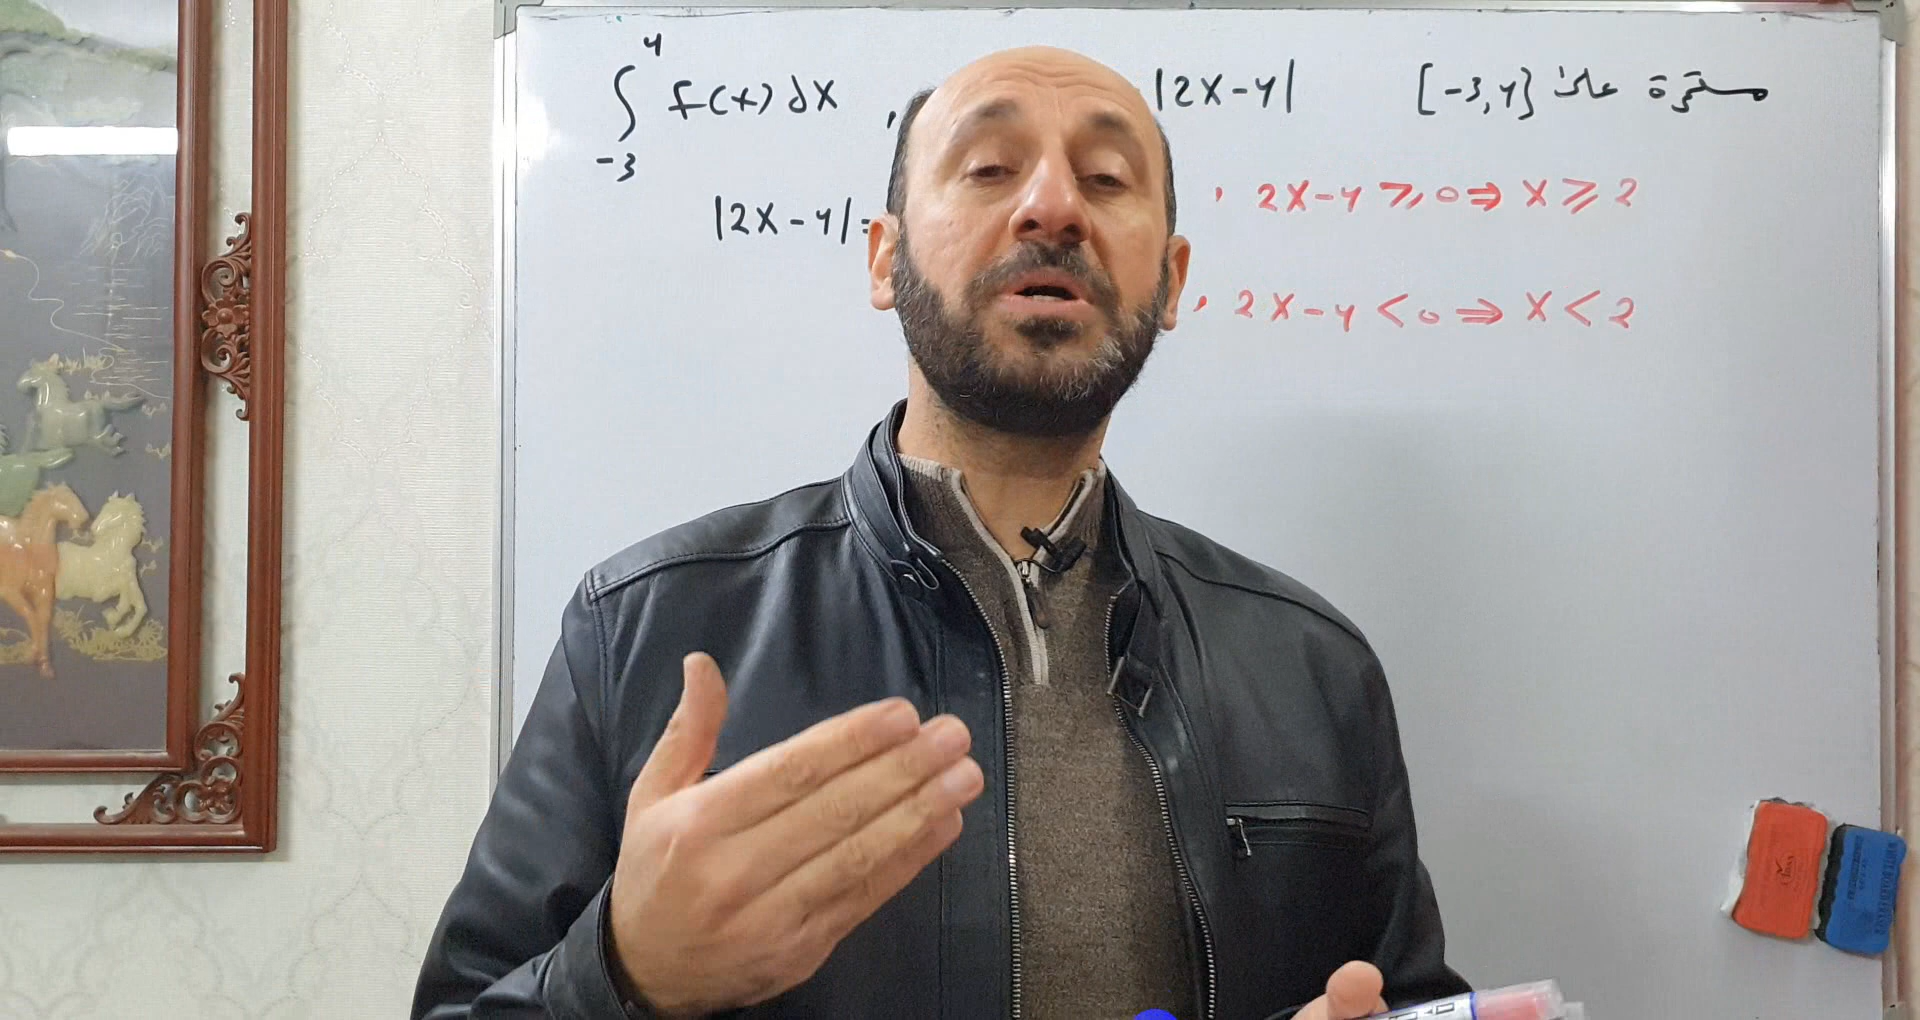 ∫₋₃⁴ f(x) dx , |2x-4| مستمرة على [-3,4]
|2x-4|= , 2x-4 ≥ 0 ⇒ x ≥ 2
, 2x-4 < 0 ⇒ x < 2